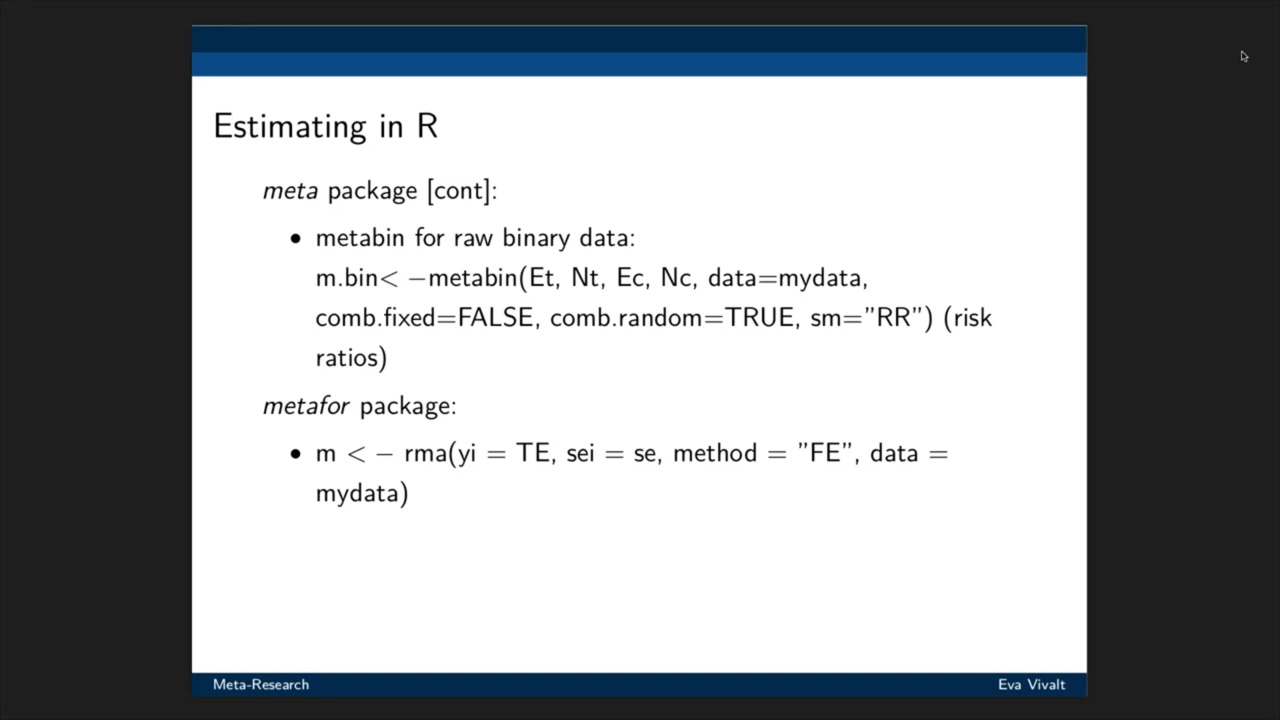 Estimating in R
meta package [cont]:
• metabin for raw binary data:
m.bin< −metabin(Et, Nt, Ec, Nc, data=mydata,
comb.fixed=FALSE, comb.random=TRUE, sm=”RR”) (risk
ratios)
metafor package:
• m < − rma(yi = TE, sei = se, method = ”FE”, data =
mydata)
Meta-Research
Eva Vivalt